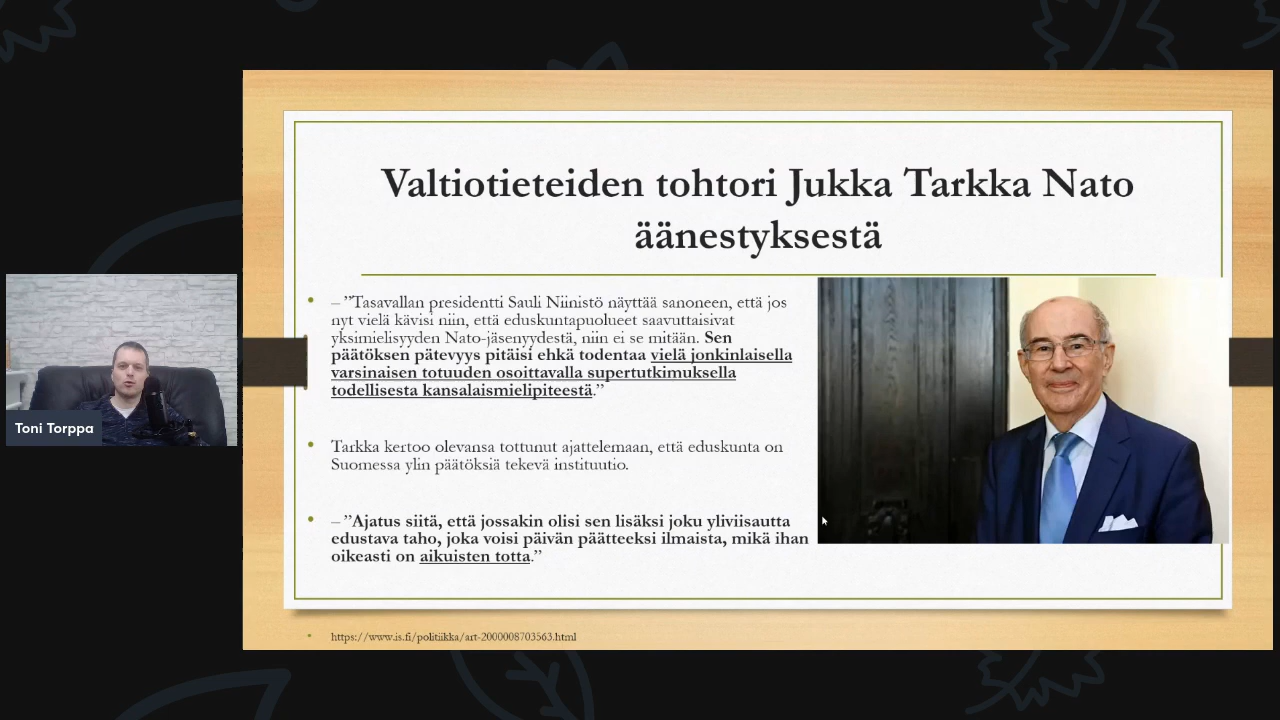 Valtiotieteiden tohtori Jukka Tarkka Nato
äänestyksestä
– ”Tasavallan presidentti Sauli Niinistö näyttää sanoneen, että jos
nyt vielä kävisi niin, että eduskuntapuolueet saavuttaisivat
yksimielisyyden Nato-jäsenyydestä, niin ei se mitään. Sen
päätöksen pätevyys pitäisi ehkä todentaa vielä jonkinlaisella
varsinaisen totuuden osoittavalla supertutkimuksella
todellisesta kansalaismielipiteestä.”
Tarkka kertoo olevansa tottunut ajattelemaan, että eduskunta on
Suomessa ylin päätöksiä tekevä instituutio.
– ”Ajatus siitä, että jossakin olisi sen lisäksi joku yliviisautta
edustava taho, joka voisi päivän päätteeksi ilmaista, mikä ihan
oikeasti on aikuisten totta.”
https://www.is.fi/politiikka/art-2000008703563.html
Toni Torppa